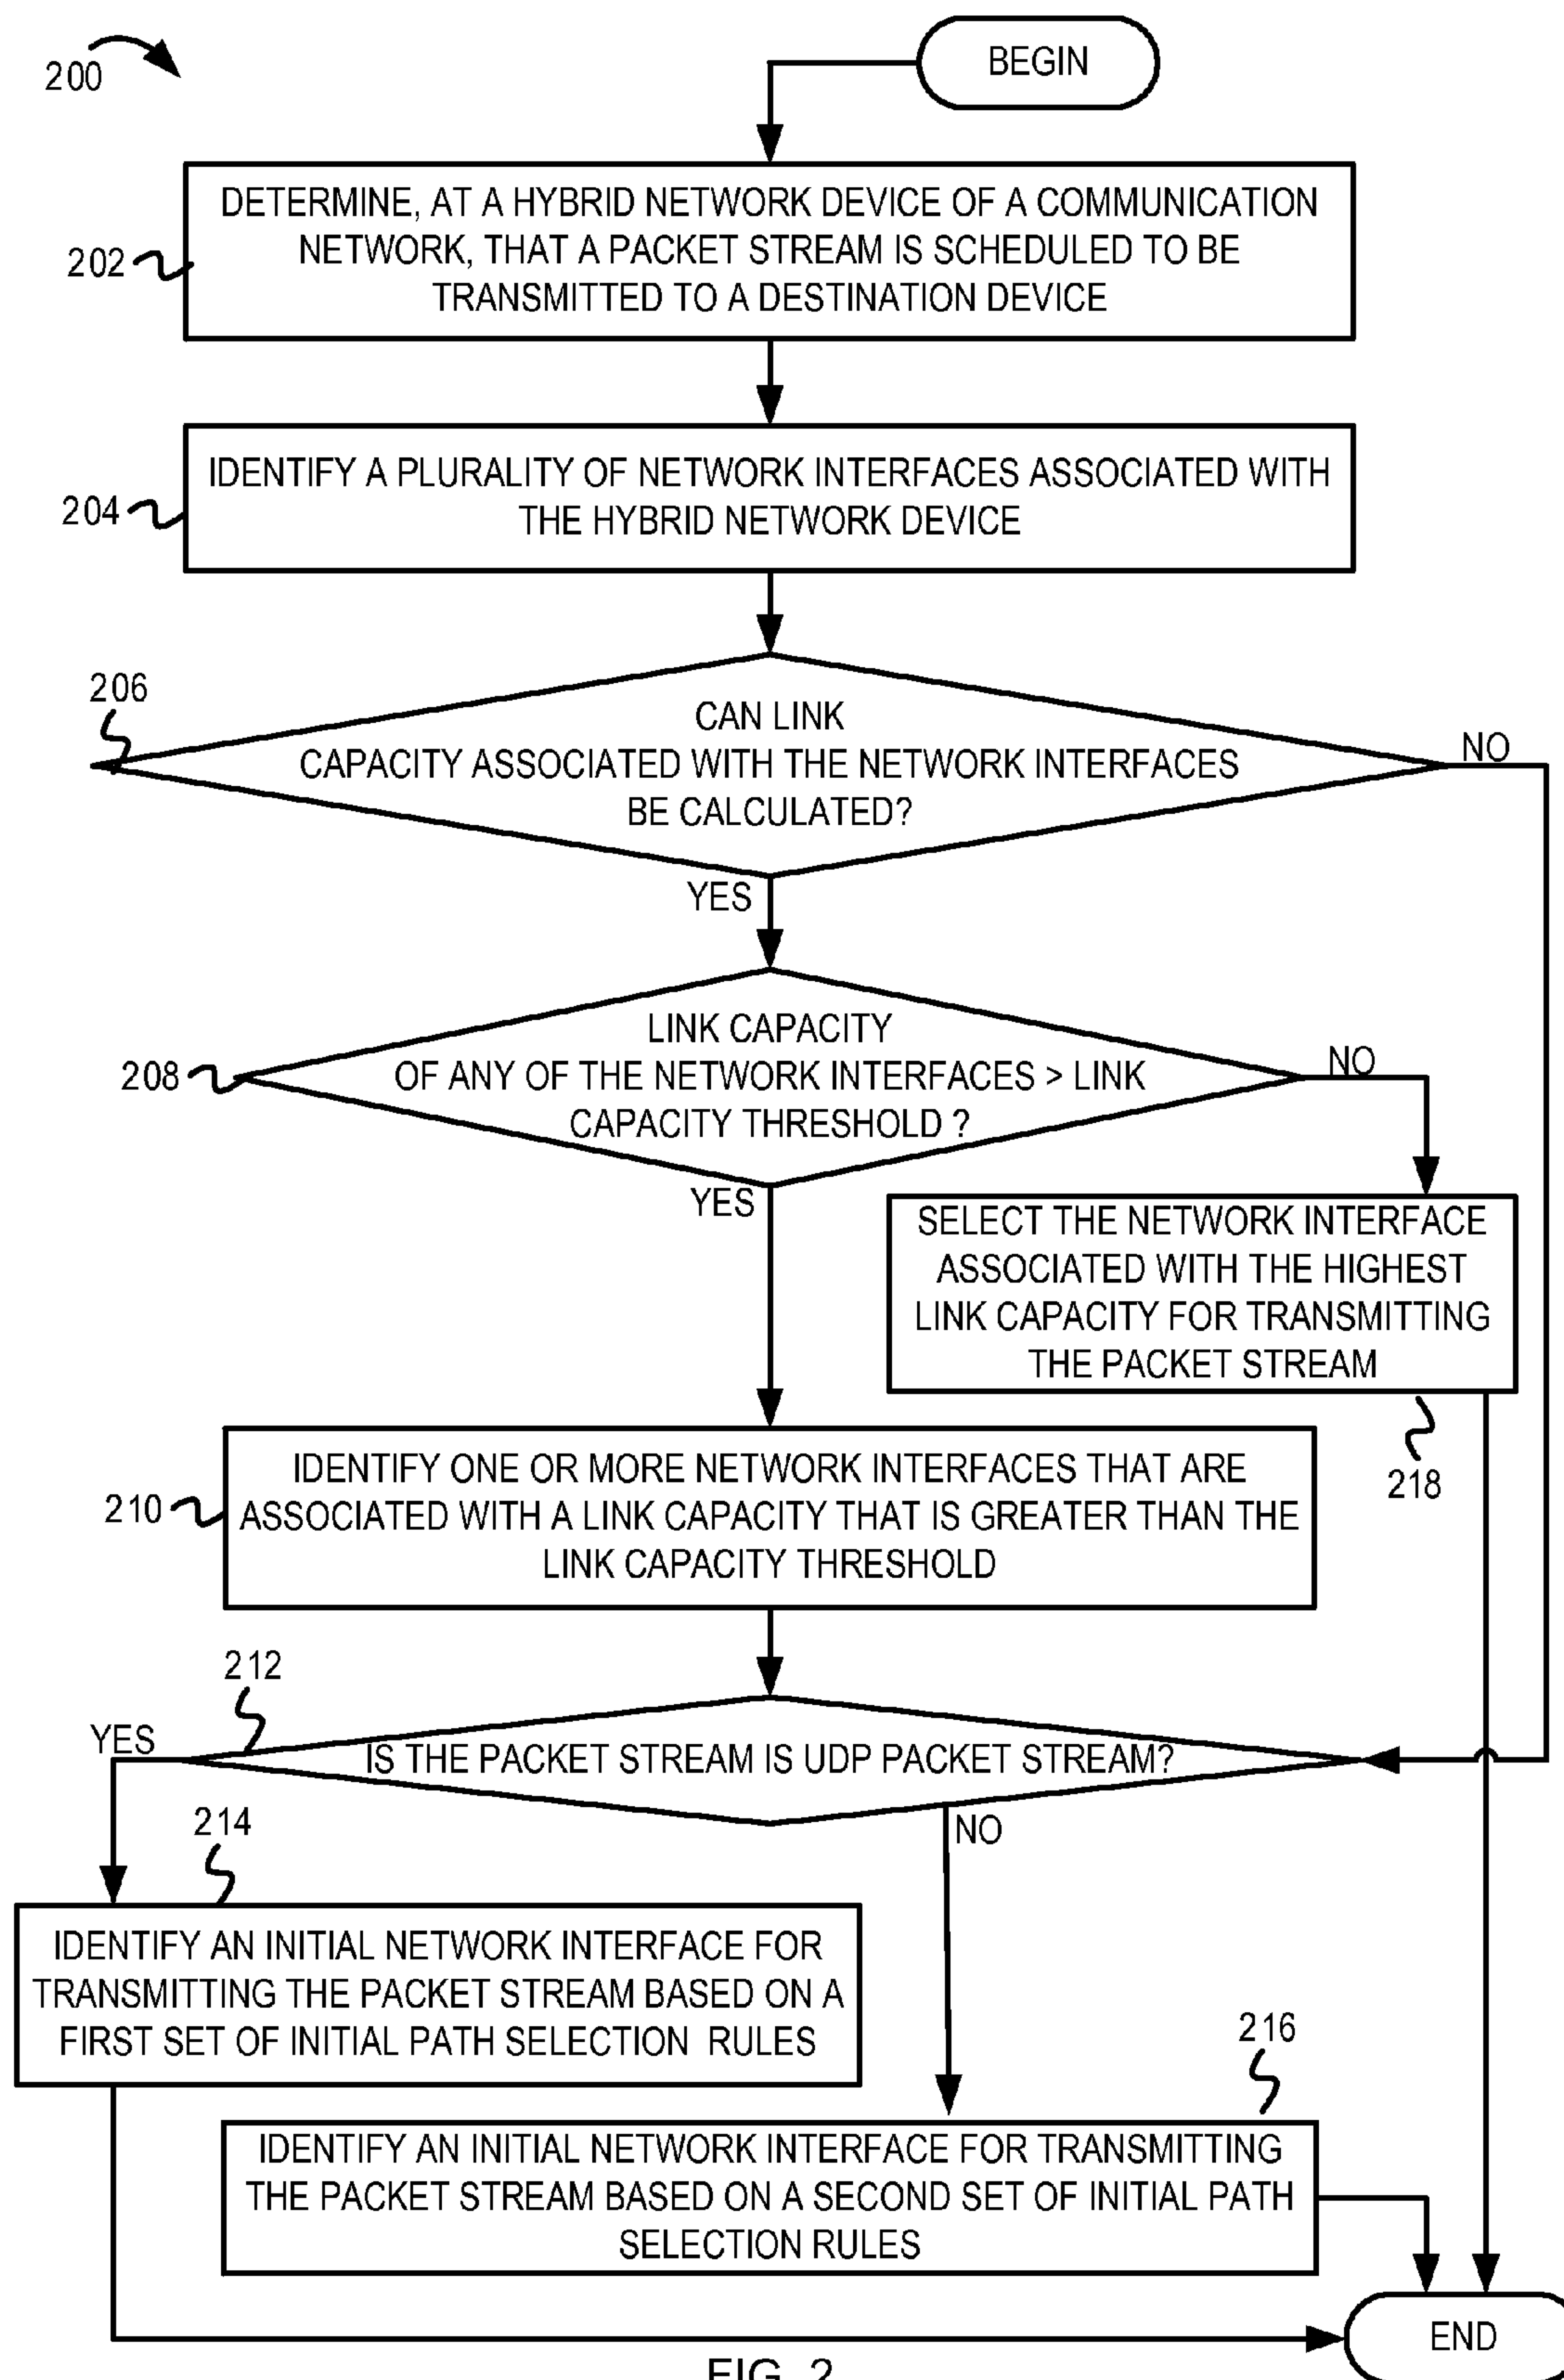 200
BEGIN
DETERMINE, AT A HYBRID NETWORK DEVICE OF A COMMUNICATION
NETWORK, THAT A PACKET STREAM IS SCHEDULED TO BE
TRANSMITTED TO A DESTINATION DEVICE
202
IDENTIFY A PLURALITY OF NETWORK INTERFACES ASSOCIATED WITH
THE HYBRID NETWORK DEVICE
204
206
CAN LINK
CAPACITY ASSOCIATED WITH THE NETWORK INTERFACES
BE CALCULATED?
NO
YES
LINK CAPACITY
OF ANY OF THE NETWORK INTERFACES > LINK
CAPACITY THRESHOLD ?
208
NO
YES
SELECT THE NETWORK INTERFACE
ASSOCIATED WITH THE HIGHEST
LINK CAPACITY FOR TRANSMITTING
THE PACKET STREAM
218
IDENTIFY ONE OR MORE NETWORK INTERFACES THAT ARE
ASSOCIATED WITH A LINK CAPACITY THAT IS GREATER THAN THE
LINK CAPACITY THRESHOLD
210
212
YES
IS THE PACKET STREAM IS UDP PACKET STREAM?
NO
214
IDENTIFY AN INITIAL NETWORK INTERFACE FOR
TRANSMITTING THE PACKET STREAM BASED ON A
FIRST SET OF INITIAL PATH SELECTION RULES
216
IDENTIFY AN INITIAL NETWORK INTERFACE FOR TRANSMITTING
THE PACKET STREAM BASED ON A SECOND SET OF INITIAL PATH
SELECTION RULES
END
FIG. 2